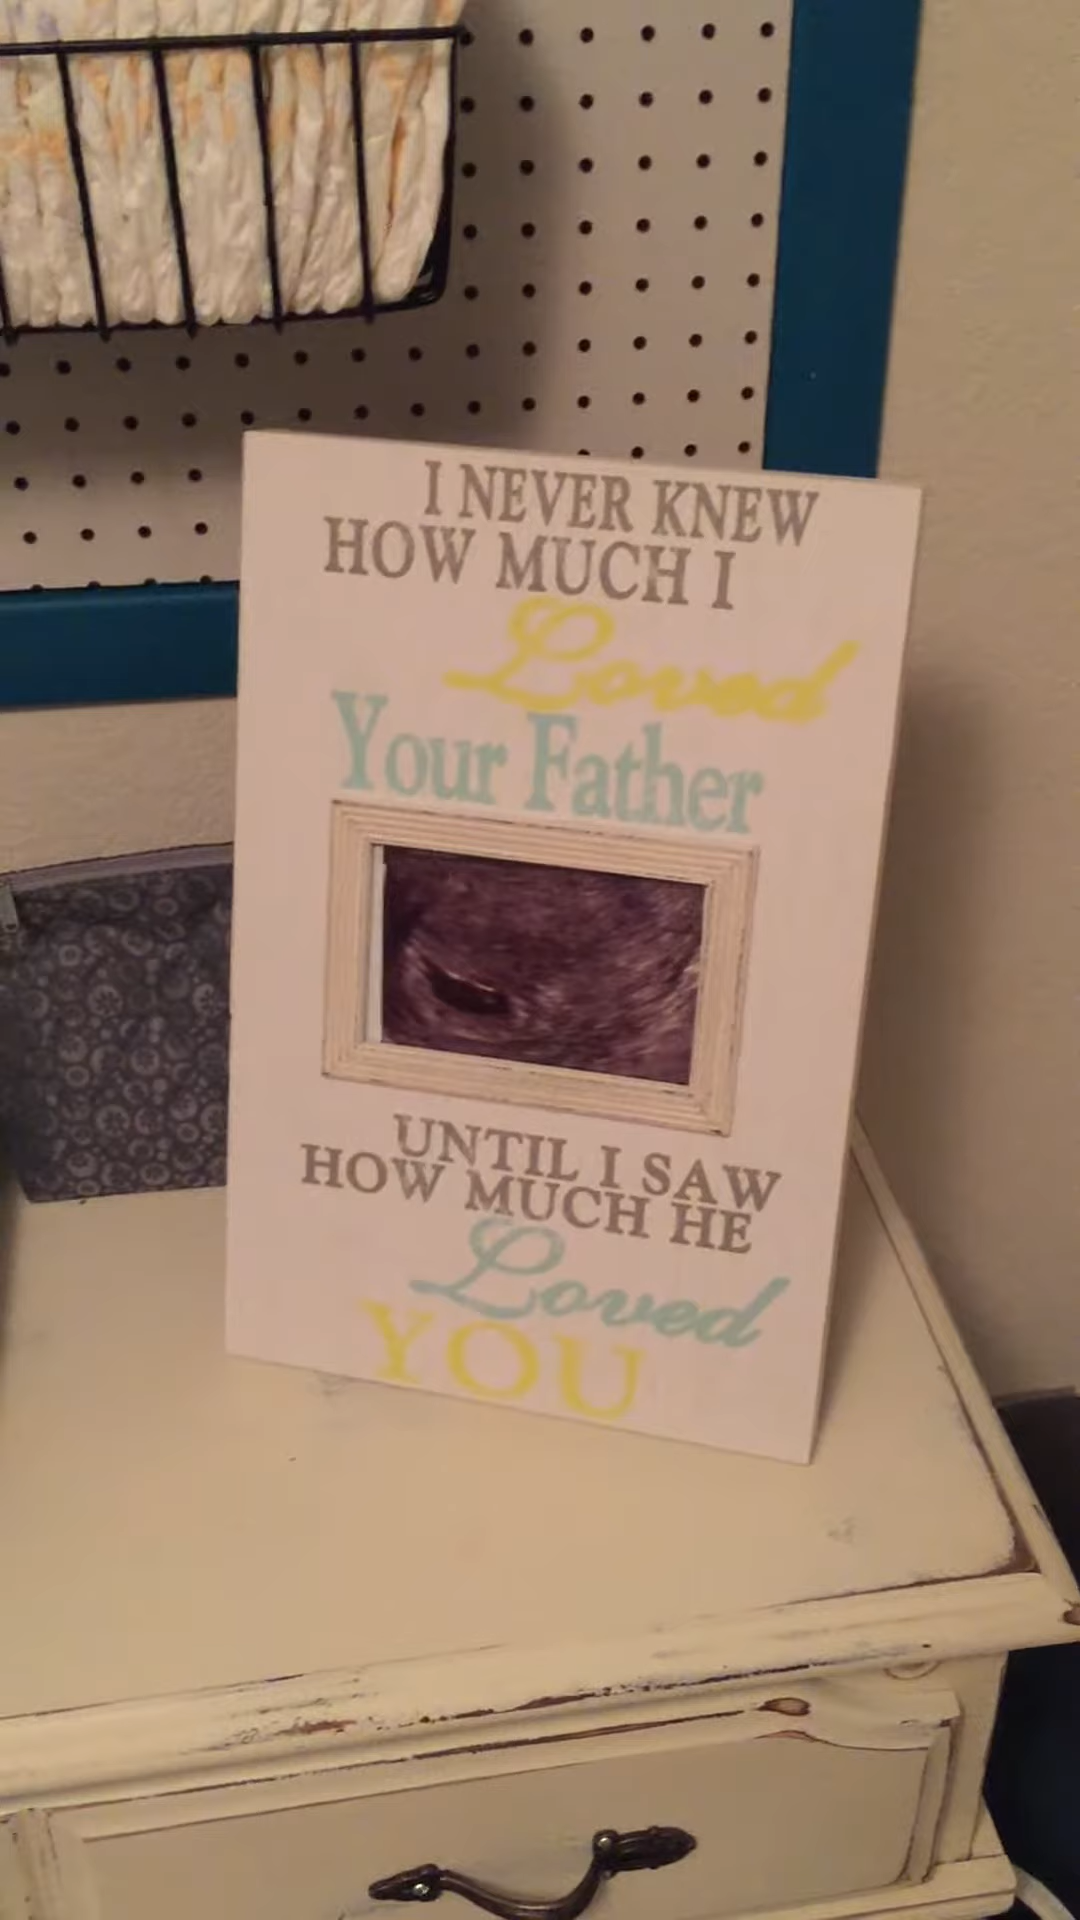 I NEVER KNEW
HOW MUCH I
Loved
Your Father
UNTIL I SAW
HOW MUCH HE
Loved
YOU